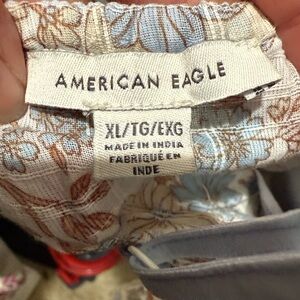 AMERICAN EAGLE
XL/TG/EXG
MADE IN INDIA
FABRIQUÉ EN
INDE